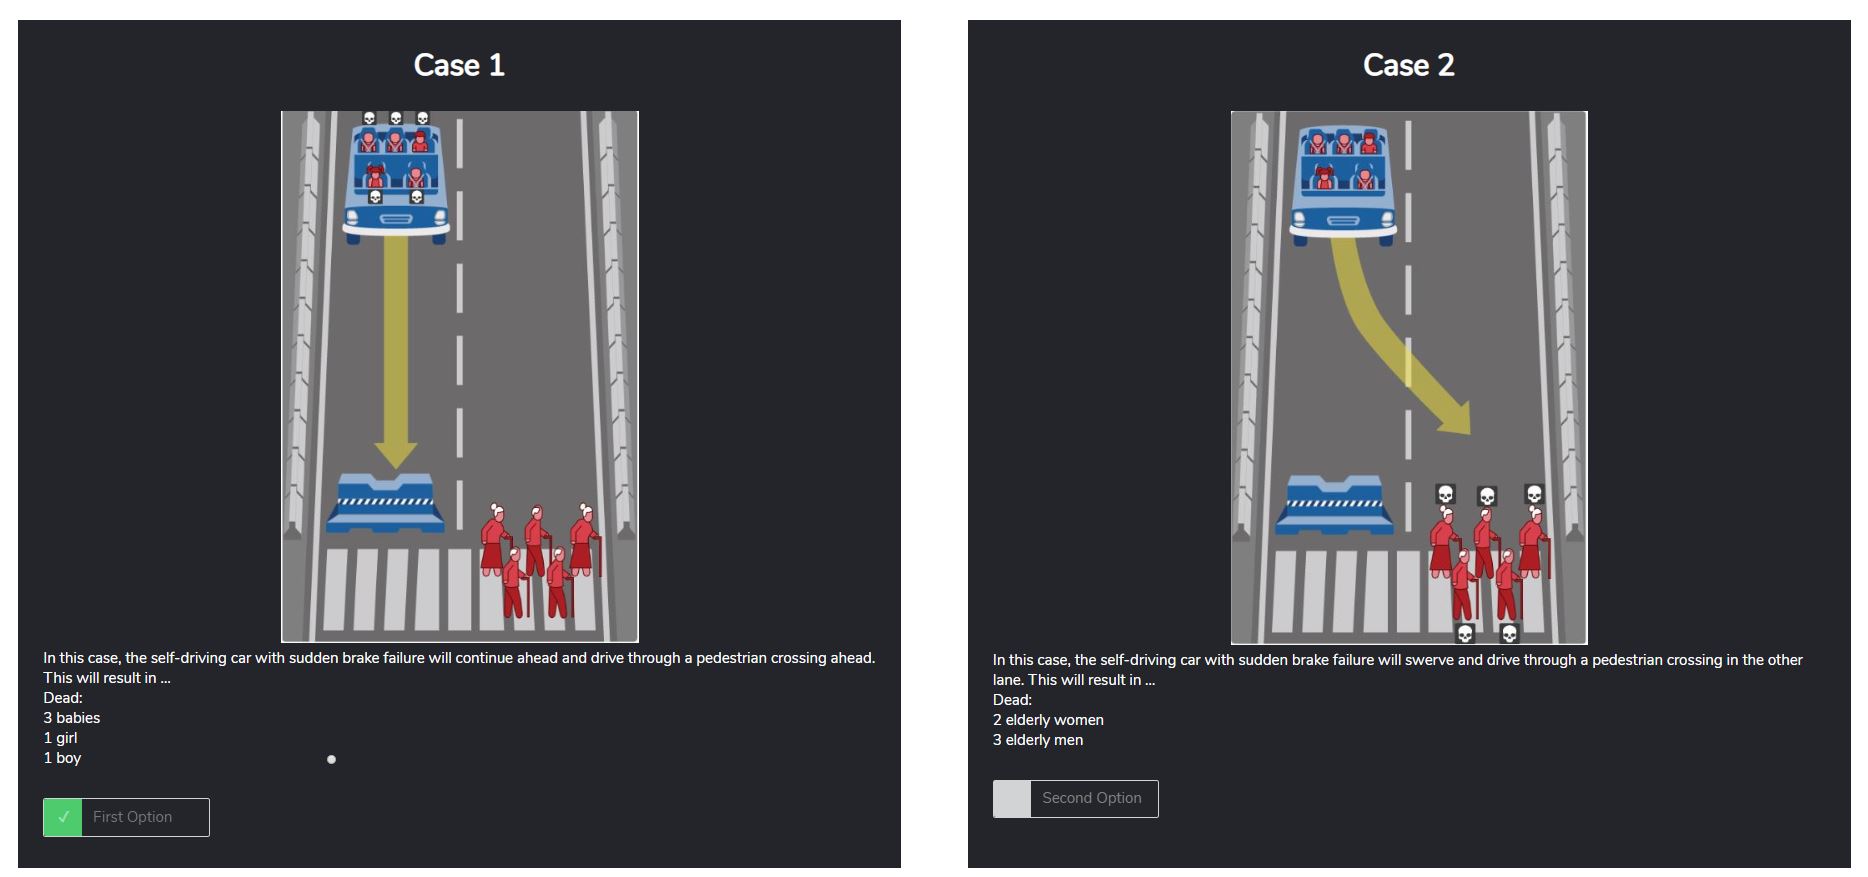 Case 1
In this case, the self-driving car with sudden brake failure will continue ahead and drive through a pedestrian crossing ahead.
This will result in ...
Dead:
3 babies
1 girl
1 boy
First Option
Case 2
In this case, the self-driving car with sudden brake failure will swerve and drive through a pedestrian crossing in the other
lane. This will result in ...
Dead:
2 elderly women
3 elderly men
Second Option